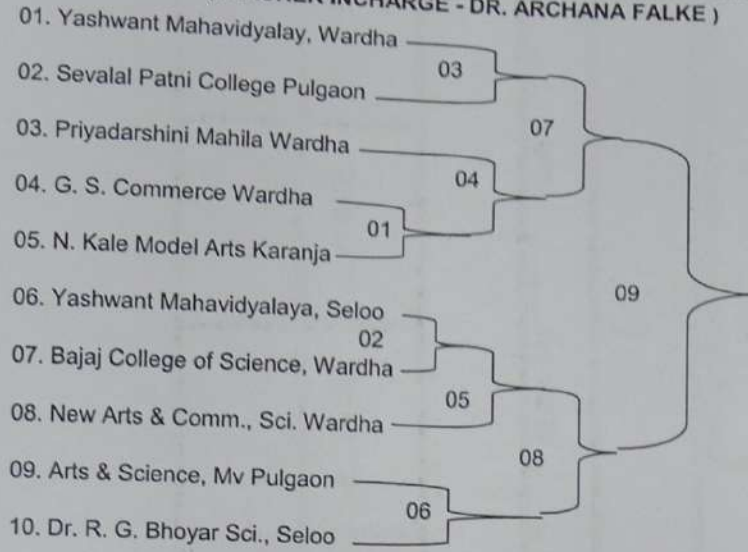 INCHARGE - DR. ARCHANA FALKE )
01. Yashwant Mahavidyalay, Wardha
03
02. Sevalal Patni College Pulgaon
07
03. Priyadarshini Mahila Wardha
04
04. G. S. Commerce Wardha
01
05. N. Kale Model Arts Karanja
09
06. Yashwant Mahavidyalaya, Seloo
02
07. Bajaj College of Science, Wardha
05
08. New Arts & Comm., Sci. Wardha
08
09. Arts & Science, Mv Pulgaon
06
10. Dr. R. G. Bhoyar Sci., Seloo